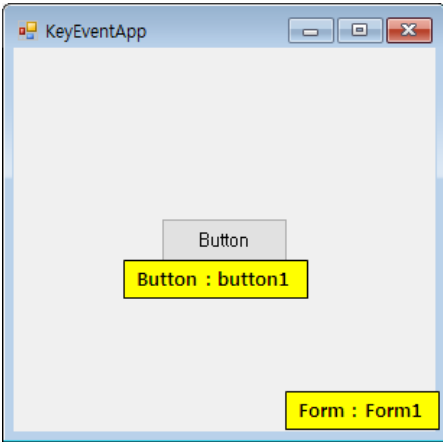 KeyEventApp
Button
Button : button1
Form : Form1